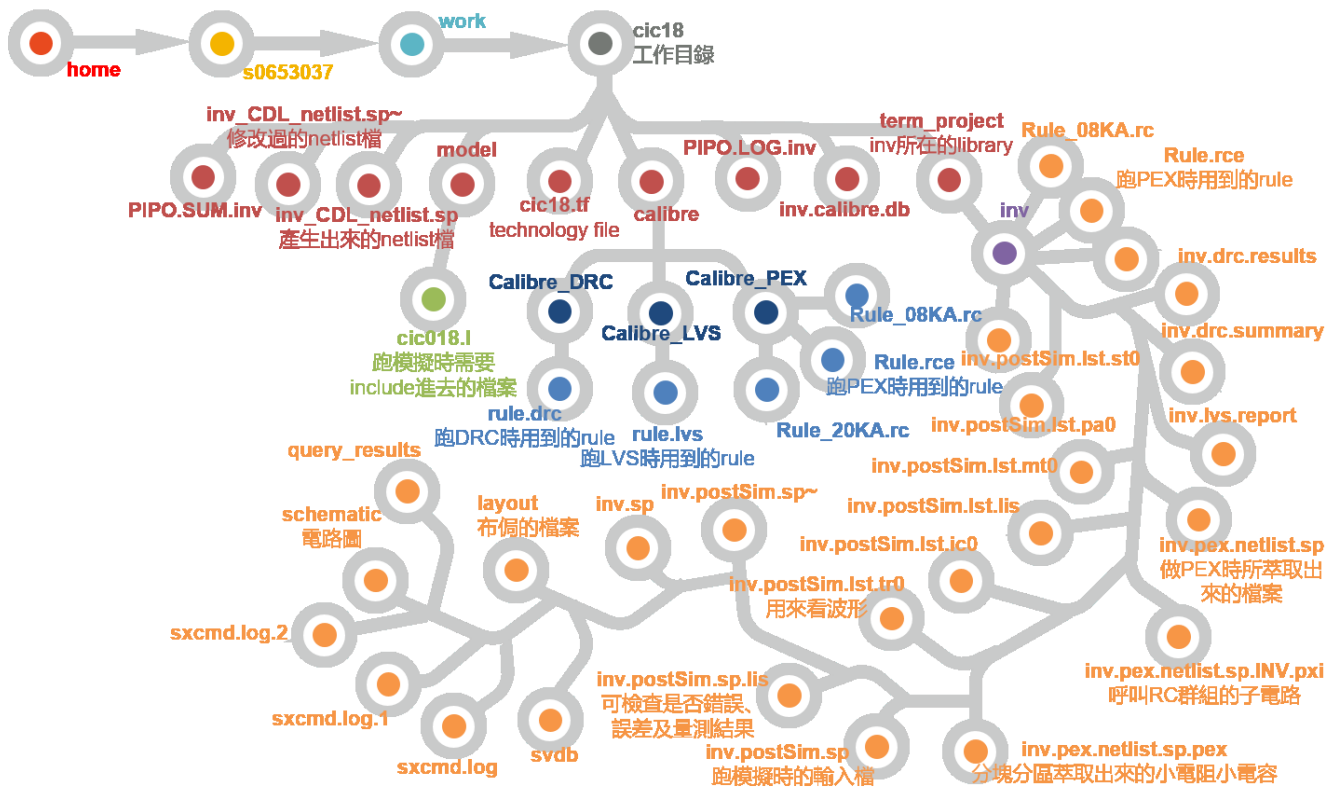 home
s0653037
work
cic18
工作目錄
inv_CDL_netlist.sp~
修改過的netlist檔
PIPO.SUM.inv
inv_CDL_netlist.sp
產生出來的netlist檔
model
cic18.tf
technology file
calibre
PIPO.LOG.inv
inv.calibre.db
term_project
inv所在的library
inv
Rule_08KA.rc
Rule.rce
跑PEX時用到的rule
cic018.l
跑模擬時需要
include進去的檔案
Calibre_DRC
Calibre_LVS
Calibre_PEX
rule.drc
跑DRC時用到的rule
rule.lvs
跑LVS時用到的rule
Rule_08KA.rc
Rule.rce
跑PEX時用到的rule
Rule_20KA.rc
inv.drc.results
inv.drc.summary
inv.lvs.report
inv.postSim.lst.st0
inv.postSim.lst.pa0
inv.postSim.lst.mt0
inv.postSim.lst.lis
inv.postSim.lst.ic0
inv.postSim.lst.tr0
用來看波形
inv.pex.netlist.sp
做PEX時所萃取出
來的檔案
inv.pex.netlist.sp.INV.pxi
呼叫RC群組的子電路
inv.pex.netlist.sp.pex
分塊分區萃取出來的小電阻小電容
inv.postSim.sp
跑模擬時的輸入檔
inv.postSim.sp.lis
可檢查是否錯誤、
誤差及量測結果
inv.postSim.sp~
inv.sp
layout
布侷的檔案
svdb
sxcmd.log
sxcmd.log.1
sxcmd.log.2
schematic
電路圖
query_results